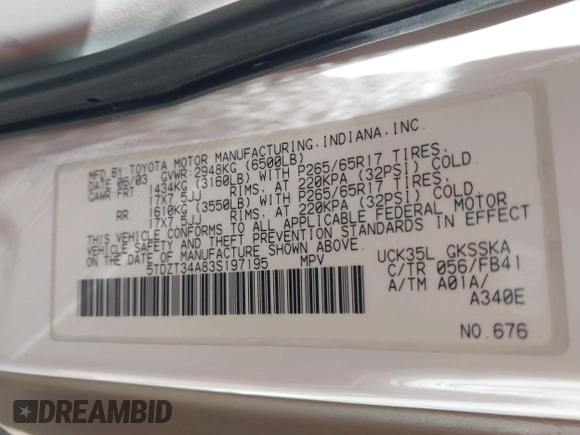 MFD.BY:TOYOTA MOTOR MANUFACTURING,INDIANA,INC.
DATE 06/03 GVWR:2948KG (6500LB)
GAWR:FRT 1434KG (3160LB) WITH P265/65R17 TIRES.
17X7.5JJ RIMS. AT 220KPA (32PSI) COLD
RR. 1610KG (3550LB) WITH P265/65R17 TIRES.
17X7.5JJ RIMS. AT 220KPA (32PSI) COLD.
THIS VEHICLE CONFORMS TO ALL APPLICABLE FEDERAL MOTOR
VEHICLE SAFETY AND THEFT PREVENTION STANDARDS IN EFFECT
ON THE DATE OF MANUFACTURE SHOWN ABOVE.
5TDZT34A83S197195 MPV
UCK35L GKSSKA
C/TR 056/FB41
A/TM A01A/
A340E
NO.676
DREAMBID